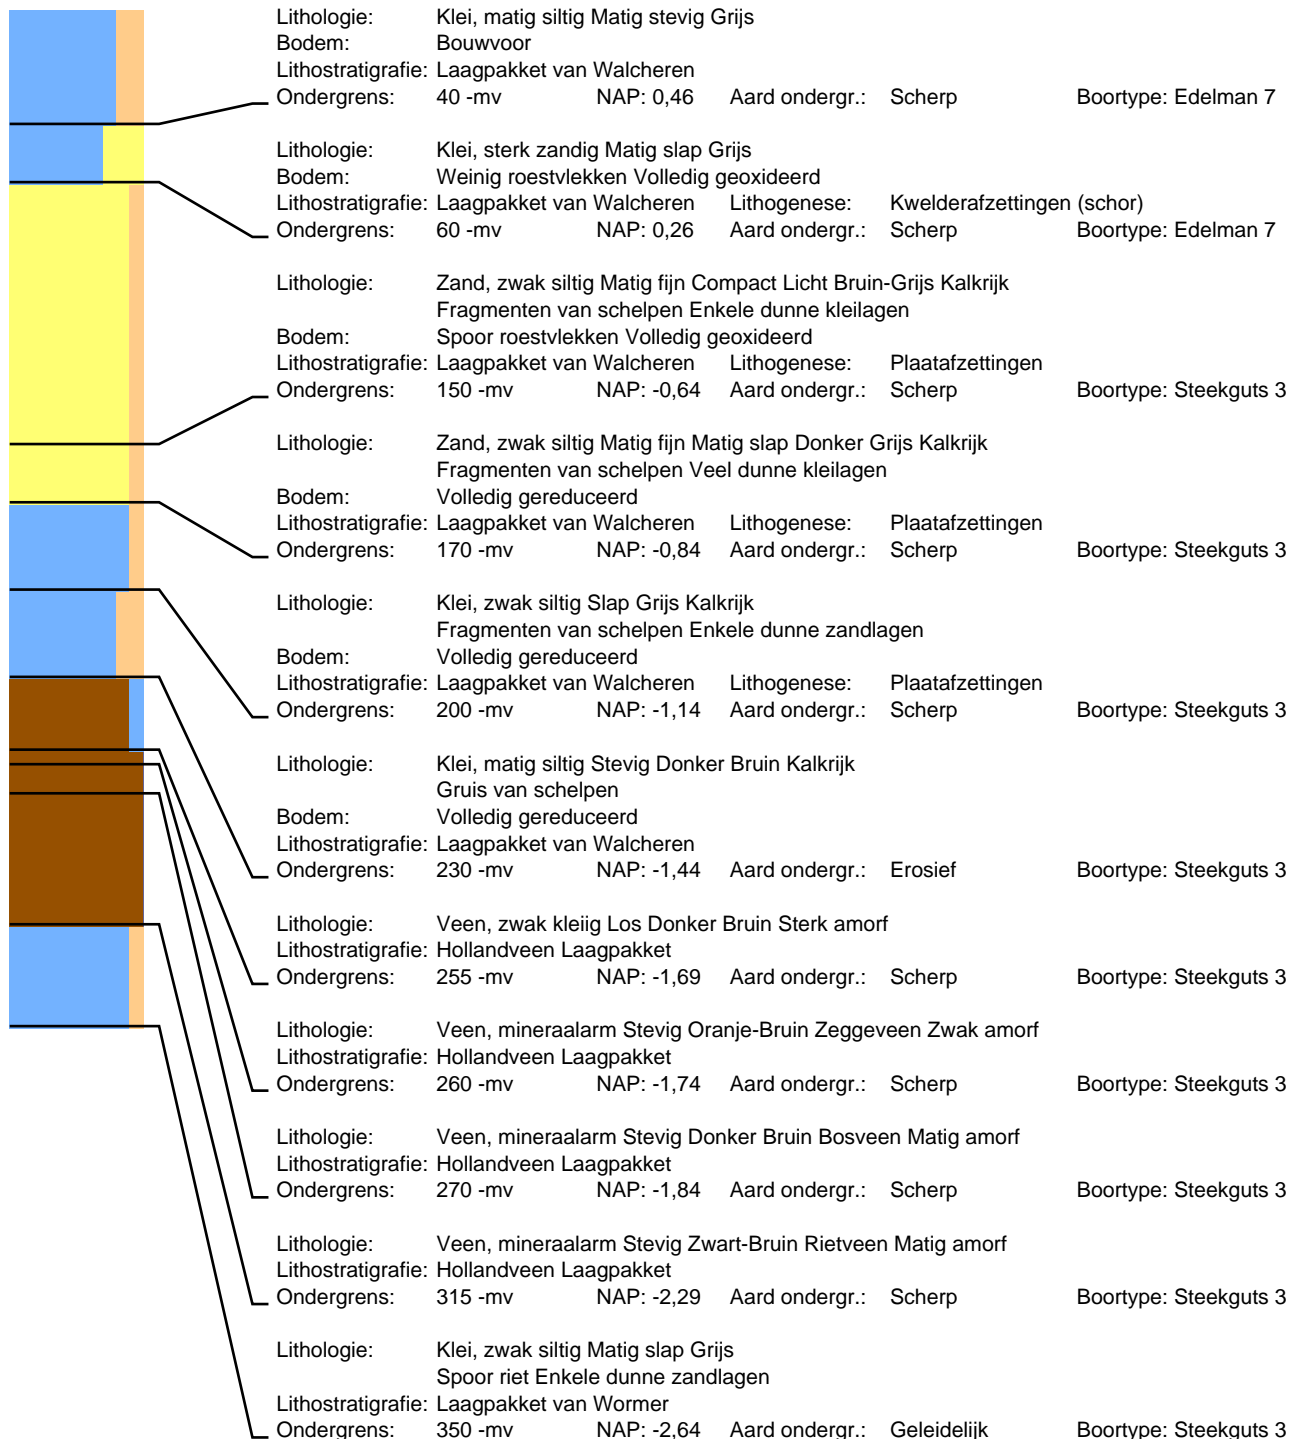 Lithologie: Klei, matig siltig Matig stevig Grijs
Bodem: Bouwvoor
Lithostratigrafie: Laagpakket van Walcheren
Ondergrens: 40 -mv NAP: 0,46 Aard ondergr.: Scherp Boortype: Edelman 7
Lithologie: Klei, sterk zandig Matig slap Grijs
Bodem: Weinig roestvlekken Volledig geoxideerd
Lithostratigrafie: Laagpakket van Walcheren Lithogenese: Kwelderafzettingen (schor)
Ondergrens: 60 -mv NAP: 0,26 Aard ondergr.: Scherp Boortype: Edelman 7
Lithologie: Zand, zwak siltig Matig fijn Compact Licht Bruin-Grijs Kalkrijk
Fragmenten van schelpen Enkele dunne kleilagen
Bodem: Spoor roestvlekken Volledig geoxideerd
Lithostratigrafie: Laagpakket van Walcheren Lithogenese: Plaatafzettingen
Ondergrens: 150 -mv NAP: -0,64 Aard ondergr.: Scherp Boortype: Steekguts 3
Lithologie: Zand, zwak siltig Matig fijn Matig slap Donker Grijs Kalkrijk
Fragmenten van schelpen Veel dunne kleilagen
Bodem: Volledig gereduceerd
Lithostratigrafie: Laagpakket van Walcheren Lithogenese: Plaatafzettingen
Ondergrens: 170 -mv NAP: -0,84 Aard ondergr.: Scherp Boortype: Steekguts 3
Lithologie: Klei, zwak siltig Slap Grijs Kalkrijk
Fragmenten van schelpen Enkele dunne zandlagen
Bodem: Volledig gereduceerd
Lithostratigrafie: Laagpakket van Walcheren Lithogenese: Plaatafzettingen
Ondergrens: 200 -mv NAP: -1,14 Aard ondergr.: Scherp Boortype: Steekguts 3
Lithologie: Klei, matig siltig Stevig Donker Bruin Kalkrijk
Gruis van schelpen
Bodem: Volledig gereduceerd
Lithostratigrafie: Laagpakket van Walcheren
Ondergrens: 230 -mv NAP: -1,44 Aard ondergr.: Erosief Boortype: Steekguts 3
Lithologie: Veen, zwak kleiig Los Donker Bruin Sterk amorf
Lithostratigrafie: Hollandveen Laagpakket
Ondergrens: 255 -mv NAP: -1,69 Aard ondergr.: Scherp Boortype: Steekguts 3
Lithologie: Veen, mineraalarm Stevig Oranje-Bruin Zeggeveen Zwak amorf
Lithostratigrafie: Hollandveen Laagpakket
Ondergrens: 260 -mv NAP: -1,74 Aard ondergr.: Scherp Boortype: Steekguts 3
Lithologie: Veen, mineraalarm Stevig Donker Bruin Bosveen Matig amorf
Lithostratigrafie: Hollandveen Laagpakket
Ondergrens: 270 -mv NAP: -1,84 Aard ondergr.: Scherp Boortype: Steekguts 3
Lithologie: Veen, mineraalarm Stevig Zwart-Bruin Rietveen Matig amorf
Lithostratigrafie: Hollandveen Laagpakket
Ondergrens: 315 -mv NAP: -2,29 Aard ondergr.: Scherp Boortype: Steekguts 3
Lithologie: Klei, zwak siltig Matig slap Grijs
Spoor riet Enkele dunne zandlagen
Lithostratigrafie: Laagpakket van Wormer
Ondergrens: 350 -mv NAP: -2,64 Aard ondergr.: Geleidelijk Boortype: Steekguts 3